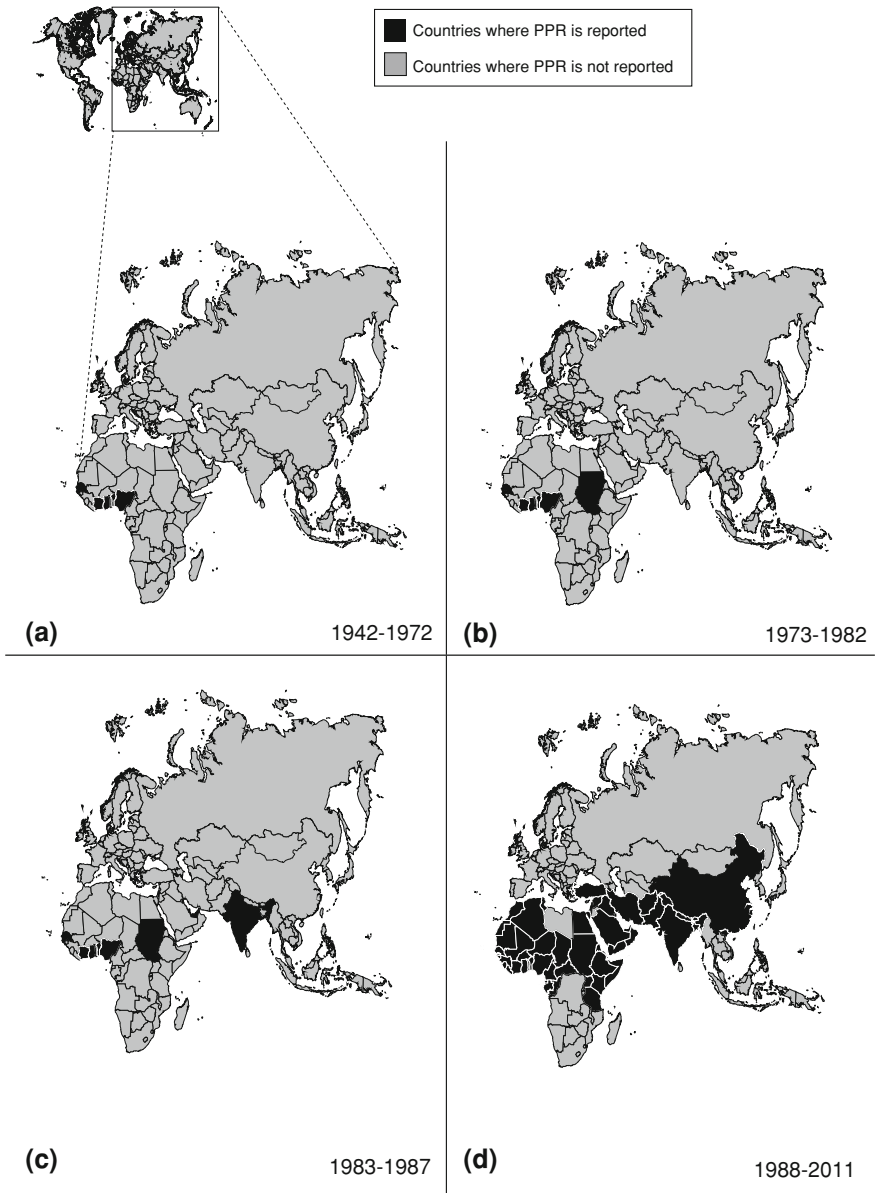 Countries where PPR is reported
Countries where PPR is not reported
(a)
1942-1972
(b)
1973-1982
(c)
1983-1987
(d)
1988-2011